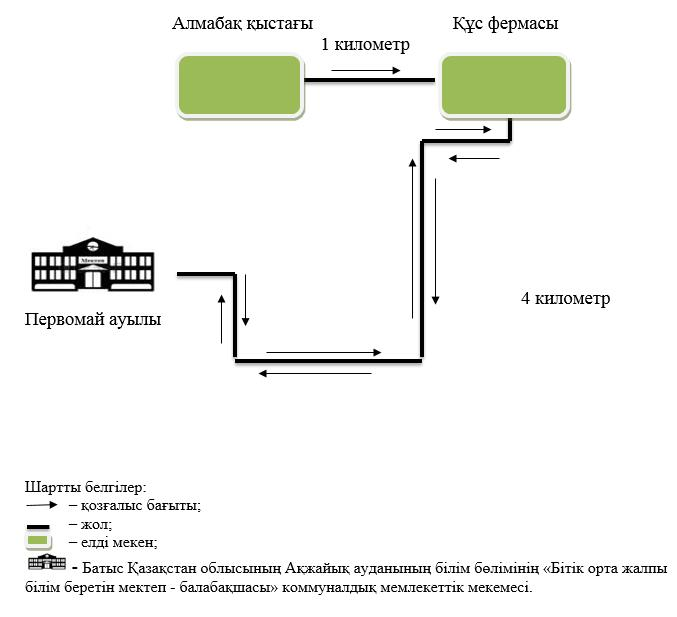 Алмабақ қыстағы
Құс фермасы
1 километр
Мектеп
4 километр
Первомай ауылы
Шартты белгілер:
– қозғалыс бағыты;
– жол;
– елді мекен;
- Батыс Қазақстан облысының Ақжайық ауданының білім бөлімінің «Бітік орта жалпы
білім беретін мектеп - балабақшасы» коммуналдық мемлекеттік мекемесі.